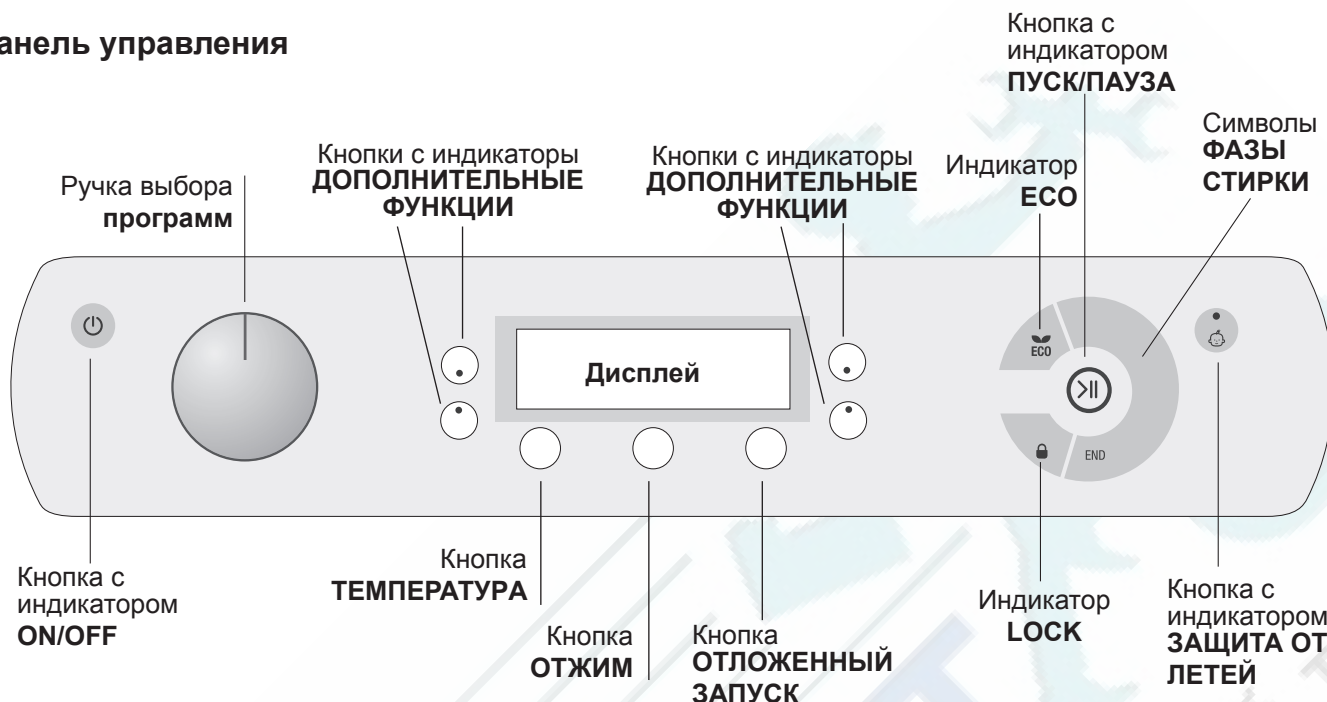 анель управления
Кнопка с
индикатором
ПУСК/ПАУЗА
Символы
ФАЗЫ
СТИРКИ
Кнопки с индикаторы
ДОПОЛНИТЕЛЬНЫЕ
ФУНКЦИИ
Кнопки с индикаторы
ДОПОЛНИТЕЛЬНЫЕ
ФУНКЦИИ
Индикатор
ECO
Ручка выбора
программ
Дисплей
ECO
END
Кнопка с
индикатором
ON/OFF
Кнопка
ТЕМПЕРАТУРА
Кнопка
ОТЖИМ
Кнопка
ОТЛОЖЕННЫЙ
ЗАПУСК
Индикатор
LOCK
Кнопка с
индикатором
ЗАЩИТА ОТ
ЛЕТЕЙ